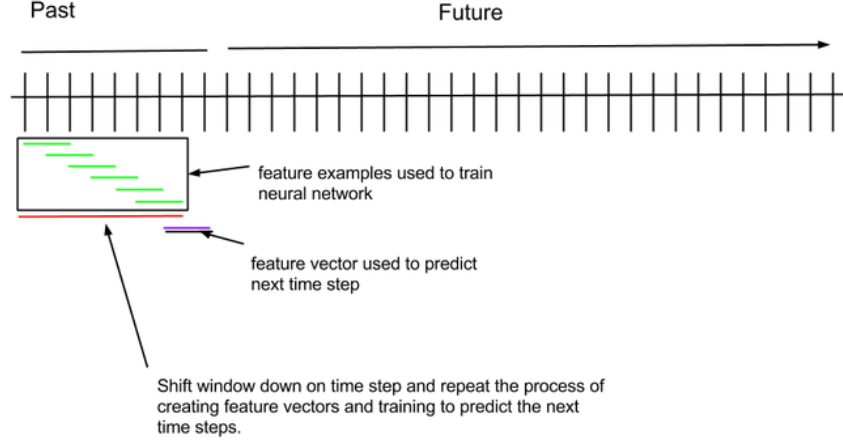 Past
Future
feature examples used to train
neural network
feature vector used to predict
next time step
Shift window down on time step and repeat the process of
creating feature vectors and training to predict the next
time steps.